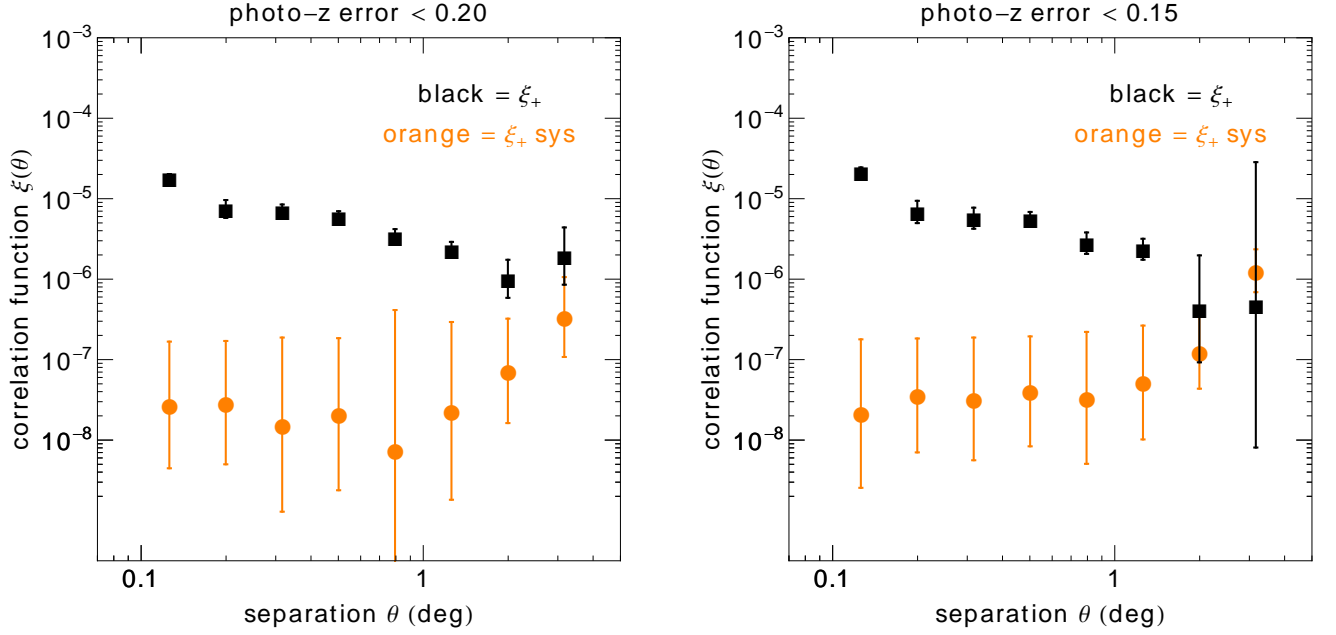 photo−z error < 0.20
10−3
10−4
10−5
10−6
10−7
10−8
black = ξ+
orange = ξ+ sys
correlation function ξ(θ)
0.1
1
separation θ (deg)
photo−z error < 0.15
10−3
10−4
10−5
10−6
10−7
10−8
black = ξ+
orange = ξ+ sys
correlation function ξ(θ)
0.1
1
separation θ (deg)